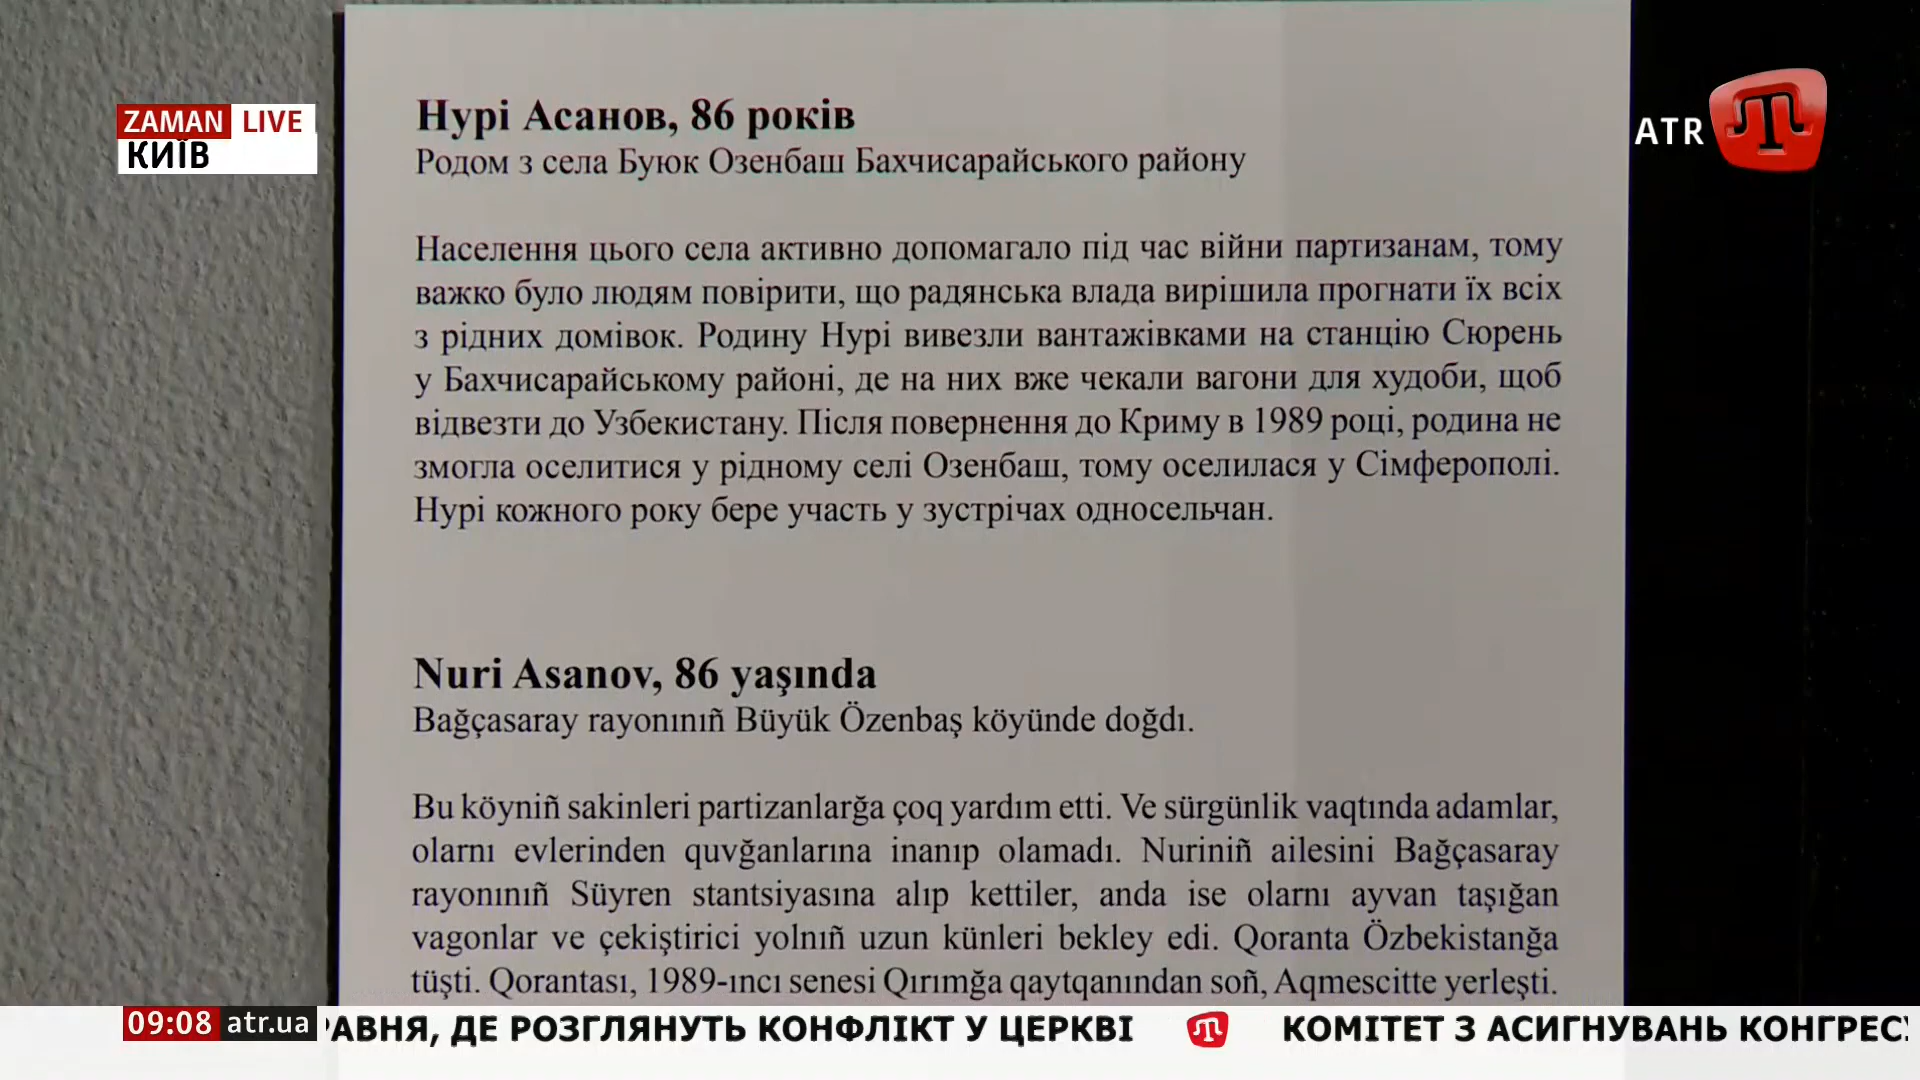 ZAMAN LIVE
КИЇВ
ATR
Нурі Асанов, 86 років
Родом з села Буюк Озенбаш Бахчисарайського району
Населення цього села активно допомагало під час війни партизанам, тому
важко було людям повірити, що радянська влада вирішила прогнати їх всіх
з рідних домівок. Родину Нурі вивезли вантажівками на станцію Сюрень
у Бахчисарайському районі, де на них вже чекали вагони для худоби, щоб
відвезти до Узбекистану. Після повернення до Криму в 1989 році, родина не
змогла оселитися у рідному селі Озенбаш, тому оселилася у Сімферополі.
Нурі кожного року бере участь у зустрічах односельчан.
Nuri Asanov, 86 yaşında
Bağçasaray rayonınıñ Büyük Özenbaş köyünde doğdı.
Bu köyniñ sakinleri partizanlarğa çoq yardım etti. Ve sürgünlik vaqtında adamlar,
olarnı evlerinden quvğanlarına inanıp olamadı. Nuriniñ ailesini Bağçasaray
rayonınıñ Süyren stantsiyasına alıp kettiler, anda ise olarnı ayvan taşığan
vagonlar ve çekiştirici yolnıñ uzun künleri bekley edi. Qoranta Özbekistanğa
tüşti. Qorantası, 1989-ıncı senesi Qırımğa qaytqanından soñ, Aqmescitte yerleşti.
09:08 atr.ua РАВНЯ, ДЕ РОЗГЛЯНУТЬ КОНФЛІКТ У ЦЕРКВІ КОМІТЕТ З АСИГНУВАНЬ КОНГРЕС